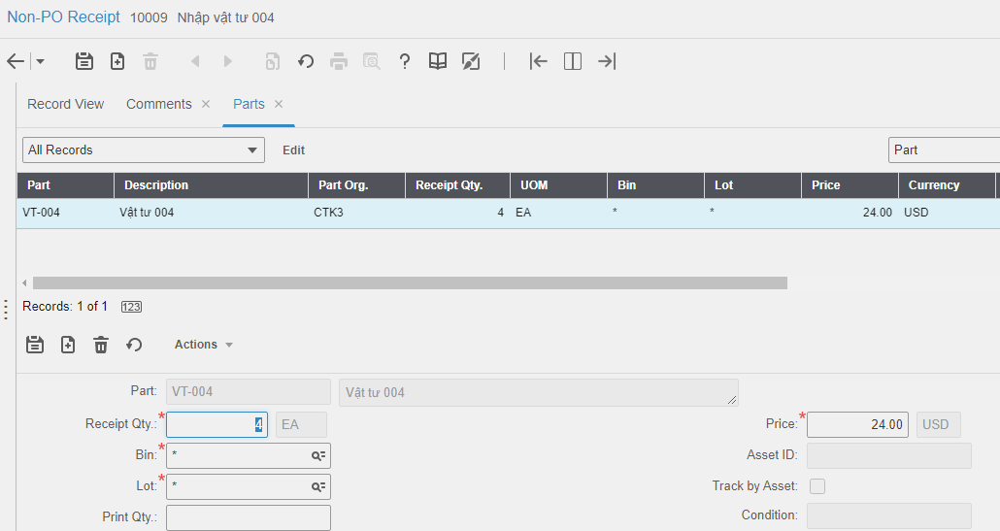 Non-PO Receipt 10009 Nhập vật tư 004
Record View Comments × Parts ×
All Records Edit Part
Part Description Part Org. Receipt Qty. UOM Bin Lot Price Currency
VT-004 Vật tư 004 CTK3 4 EA * * 24.00 USD
Records: 1 of 1 123
Actions
Part: VT-004 Vật tư 004
Receipt Qty.: * 4 EA Price: * 24.00 USD
Bin: * * Asset ID:
Lot: * * Track by Asset:
Print Qty.: Condition: